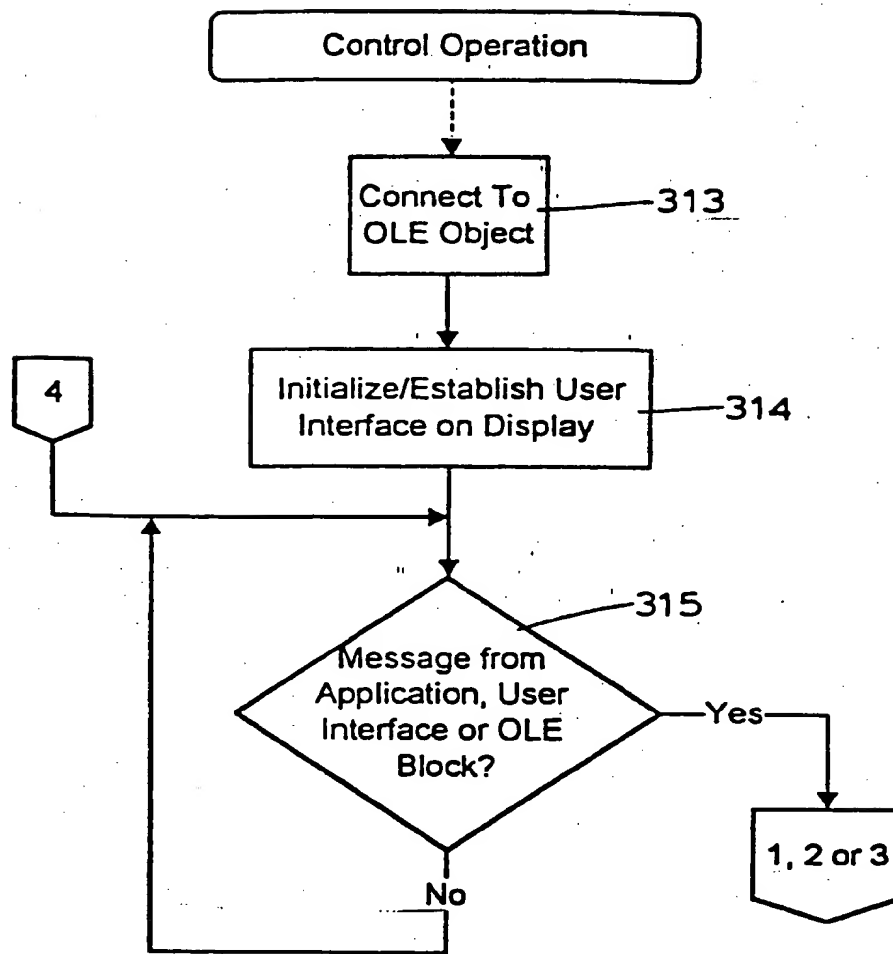 Control Operation
Connect To
OLE Object
313
4
Initialize/Establish User
Interface on Display
314
315
Message from
Application, User
Interface or OLE
Block?
Yes
1, 2 or 3
No